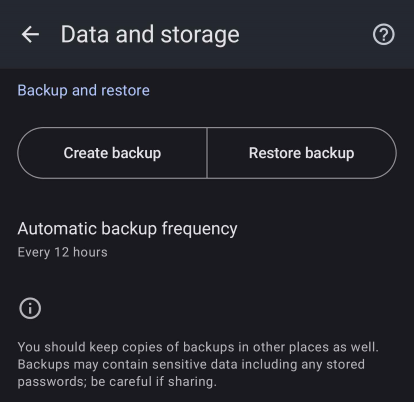 Data and storage
Backup and restore
Create backup
Restore backup
Automatic backup frequency
Every 12 hours
You should keep copies of backups in other places as well.
Backups may contain sensitive data including any stored
passwords; be careful if sharing.